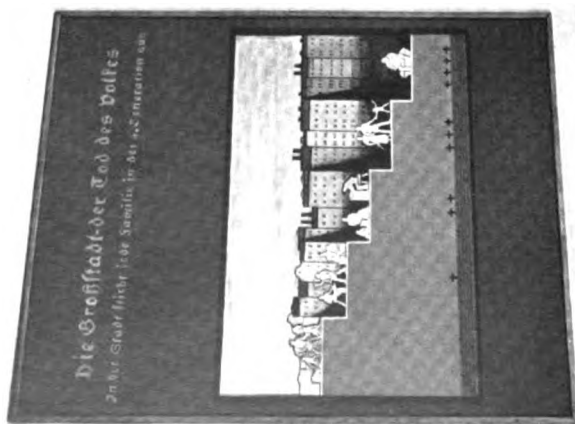 Die Großstadt-der Tod des Volkes
In der Stadt stirbt jede Familie in der Generation aus